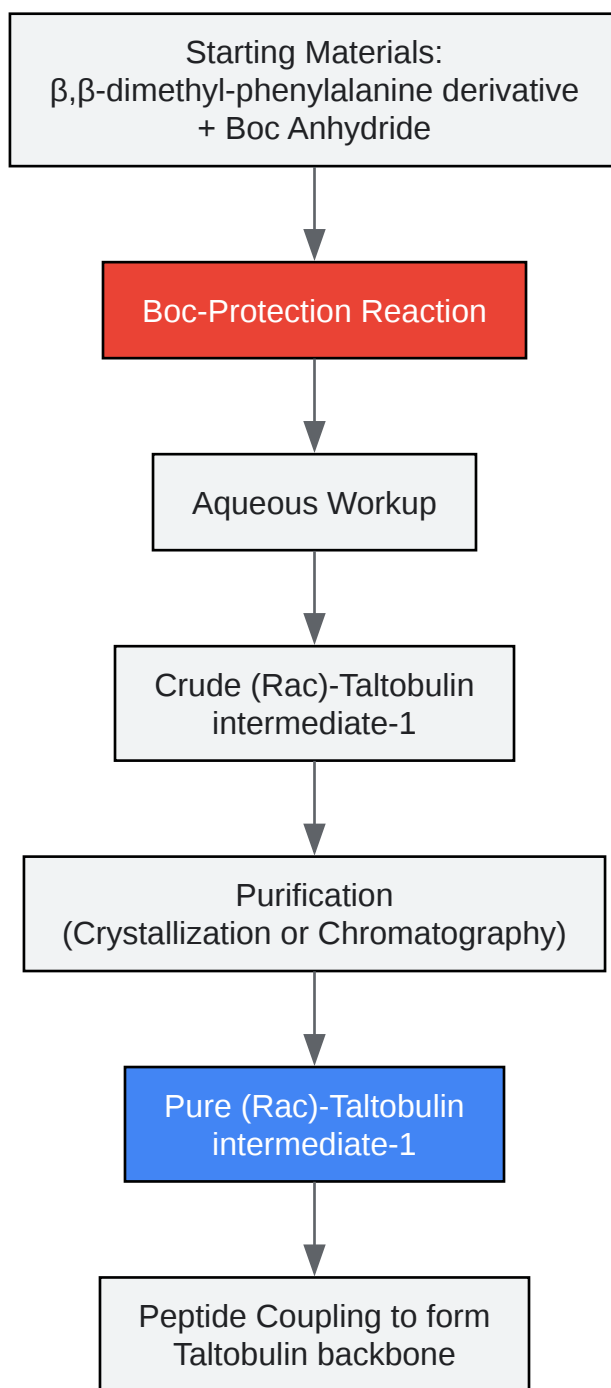 Starting Materials:
β,β-dimethyl-phenylalanine derivative
+ Boc Anhydride
Boc-Protection Reaction
Aqueous Workup
Crude (Rac)-Taltobulin
intermediate-1
Purification
(Crystallization or Chromatography)
Pure (Rac)-Taltobulin
intermediate-1
Peptide Coupling to form
Taltobulin backbone